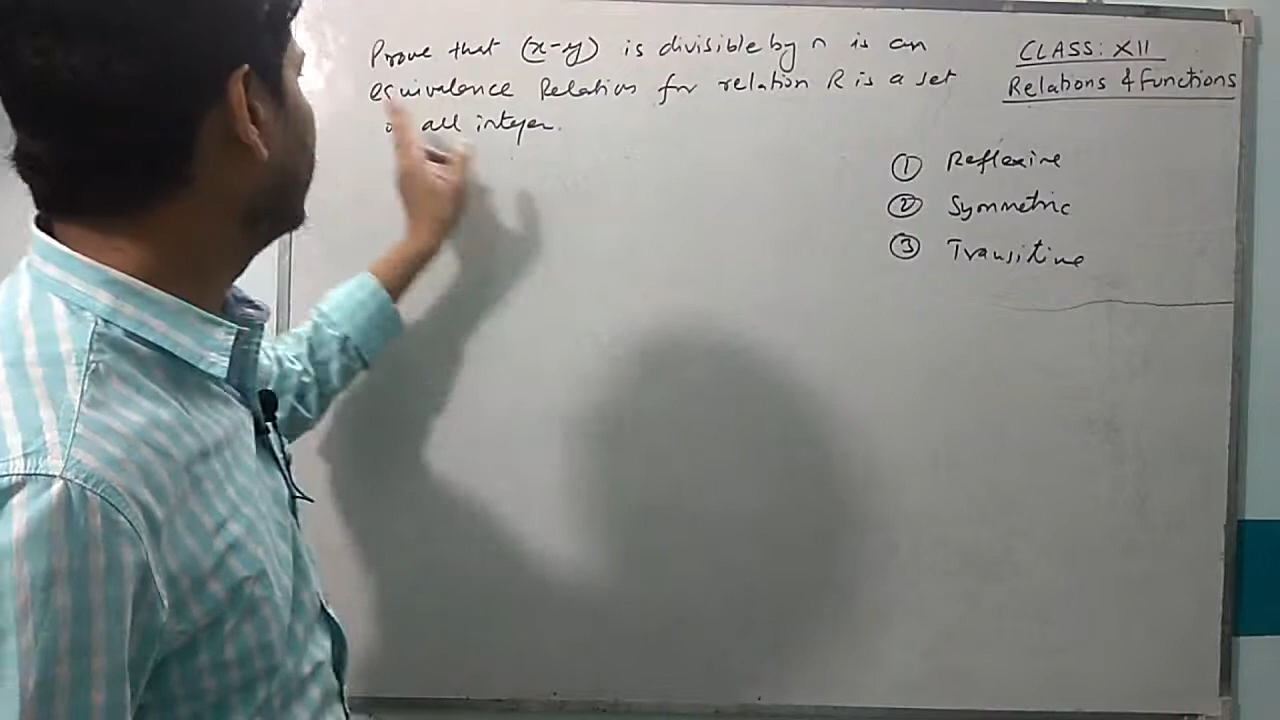 Prove that (x-y) is divisible by n is an
equivalence Relation for relation R is a set
all integer.
CLASS: XII
Relations & functions
① Reflexive
② Symmetric
③ Transitive